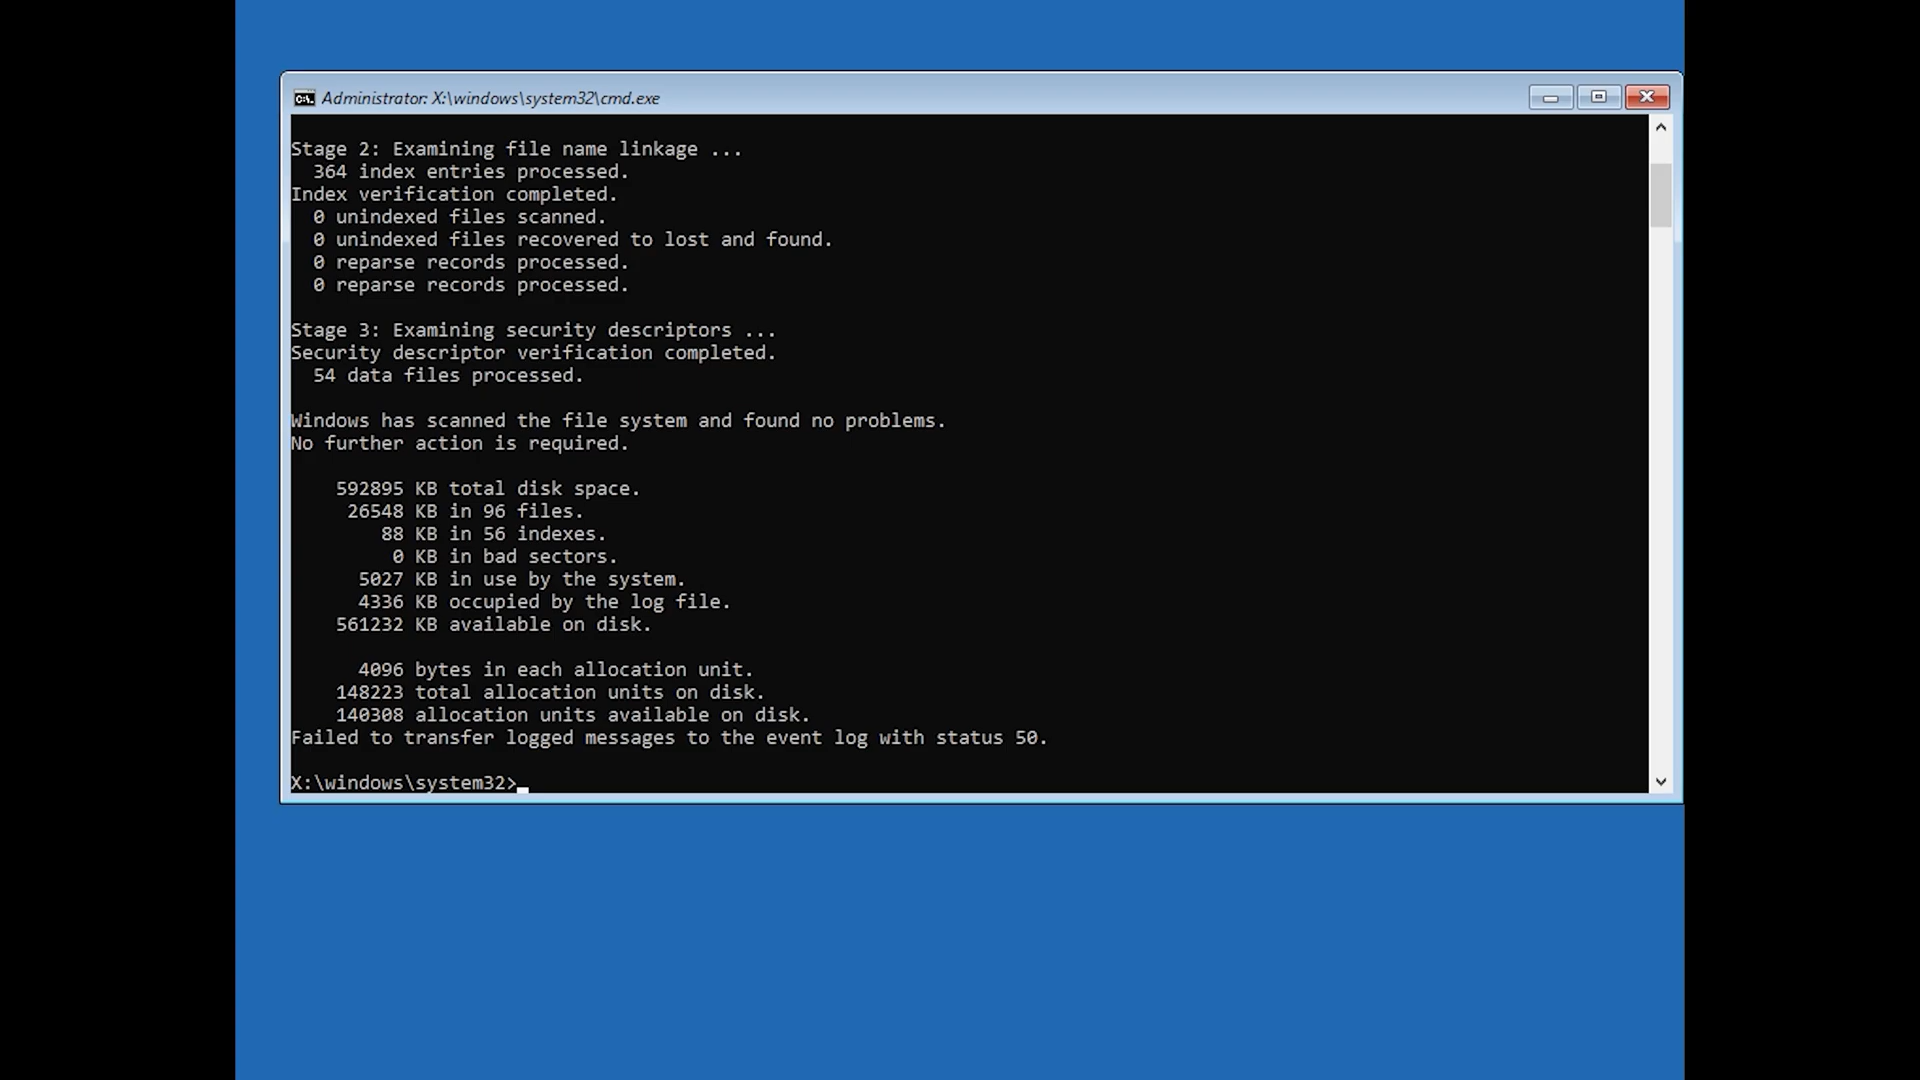 Administrator: X:\windows\system32\cmd.exe
Stage 2: Examining file name linkage ...
364 index entries processed.
Index verification completed.
0 unindexed files scanned.
0 unindexed files recovered to lost and found.
0 reparse records processed.
0 reparse records processed.
Stage 3: Examining security descriptors ...
Security descriptor verification completed.
54 data files processed.
Windows has scanned the file system and found no problems.
No further action is required.
592895 KB total disk space.
26548 KB in 96 files.
88 KB in 56 indexes.
0 KB in bad sectors.
5027 KB in use by the system.
4336 KB occupied by the log file.
561232 KB available on disk.
4096 bytes in each allocation unit.
148223 total allocation units on disk.
140308 allocation units available on disk.
Failed to transfer logged messages to the event log with status 50.
X:\windows\system32>